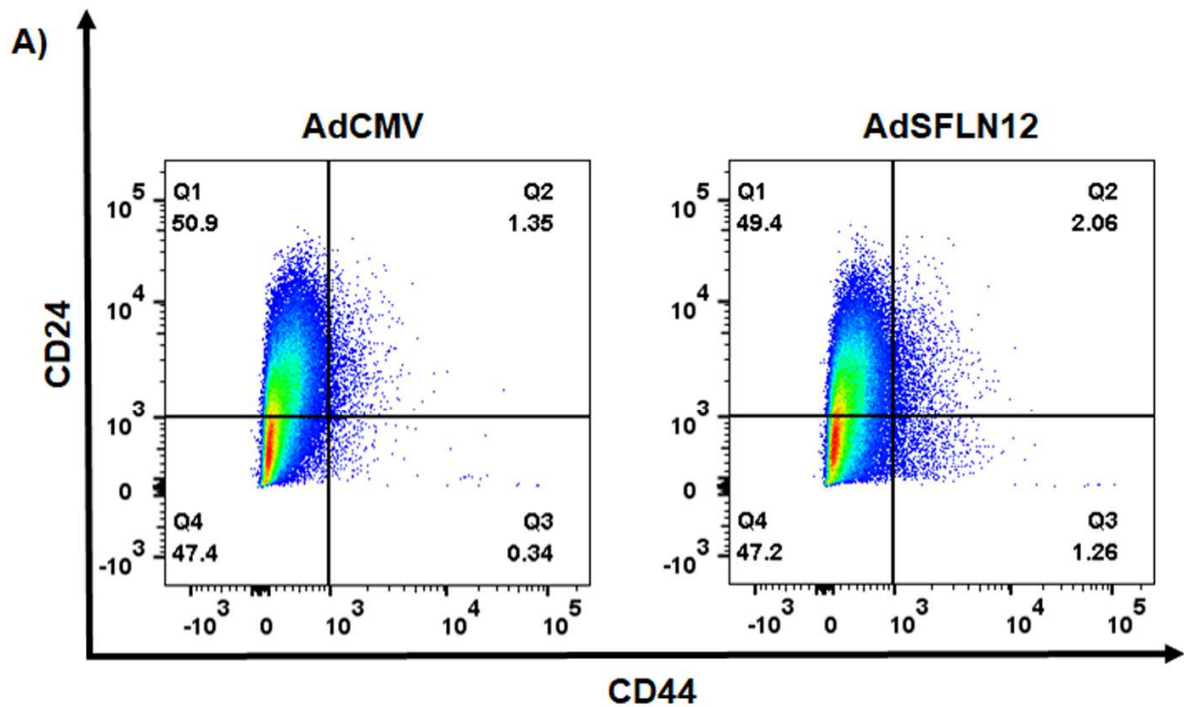 A)
AdCMV
AdSFLN12
Q1
50.9
Q2
1.35
Q4
47.4
Q3
0.34
10^5
10^4
10^3
0
-10^3
-10^3 0 10^3 10^4 10^5
Q1
49.4
Q2
2.06
Q4
47.2
Q3
1.26
10^5
10^4
10^3
0
-10^3
-10^3 0 10^3 10^4 10^5
CD24
CD44